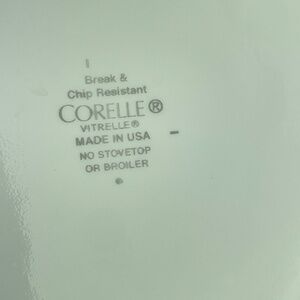 Break &
Chip Resistant
CORELLE®
VITRELLE®
MADE IN USA
NO STOVETOP
OR BROILER